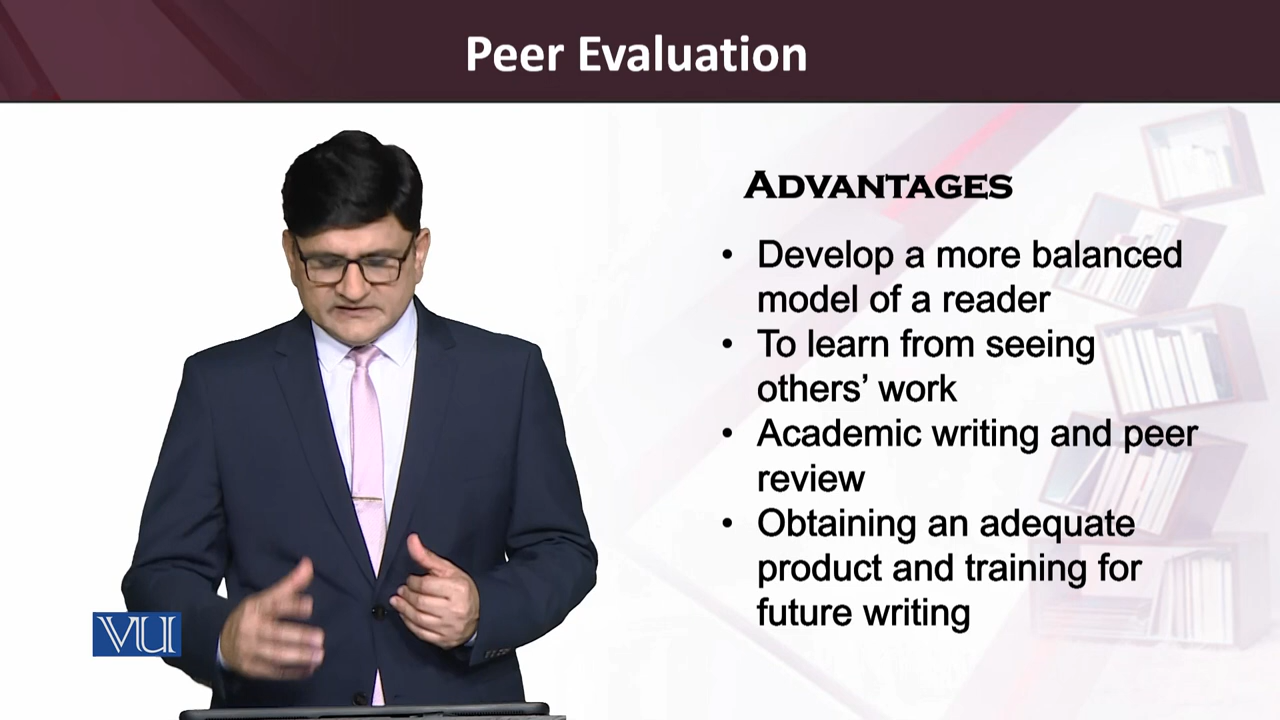 Peer Evaluation
ADVANTAGES
• Develop a more balanced
model of a reader
• To learn from seeing
others’ work
• Academic writing and peer
review
• Obtaining an adequate
product and training for
future writing
VU